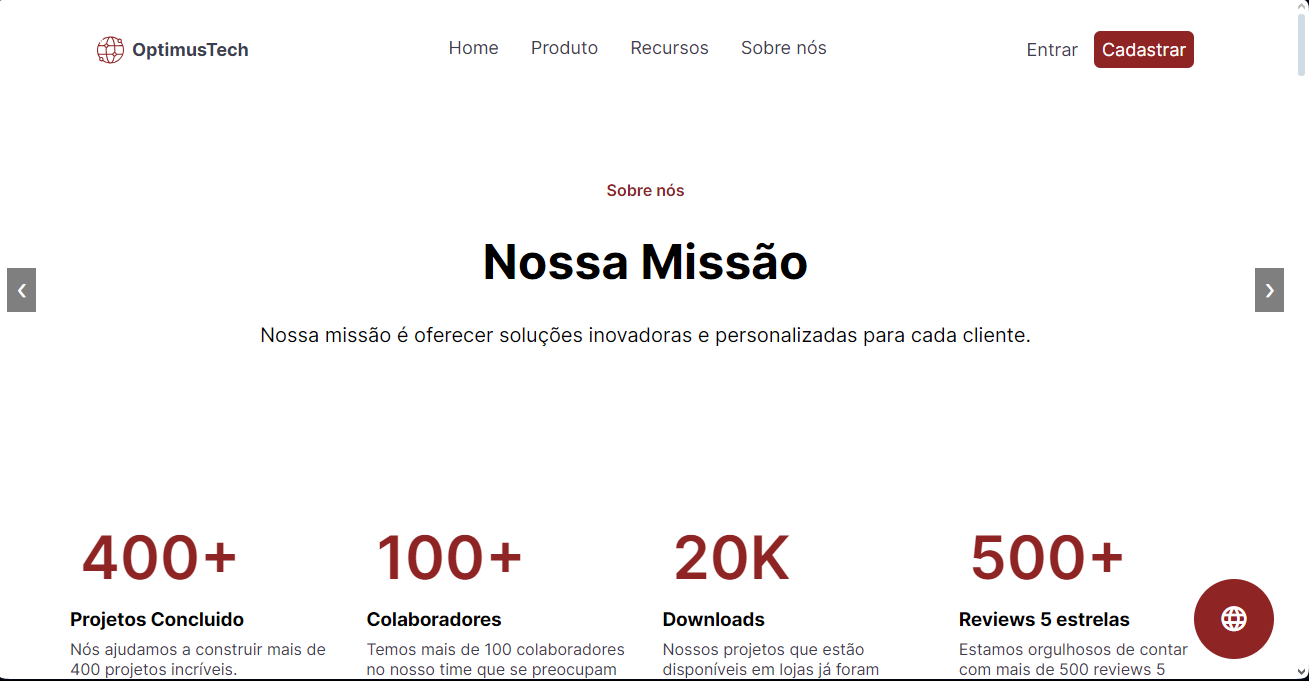 OptimusTech
Home Produto Recursos Sobre nós
Entrar Cadastrar
Sobre nós
Nossa Missão
Nossa missão é oferecer soluções inovadoras e personalizadas para cada cliente.
400+
Projetos Concluido
Nós ajudamos a construir mais de
400 projetos incríveis.
100+
Colaboradores
Temos mais de 100 colaboradores
no nosso time que se preocupam
20K
Downloads
Nossos projetos que estão
disponíveis em lojas já foram
500+
Reviews 5 estrelas
Estamos orgulhosos de contar
com mais de 500 reviews 5